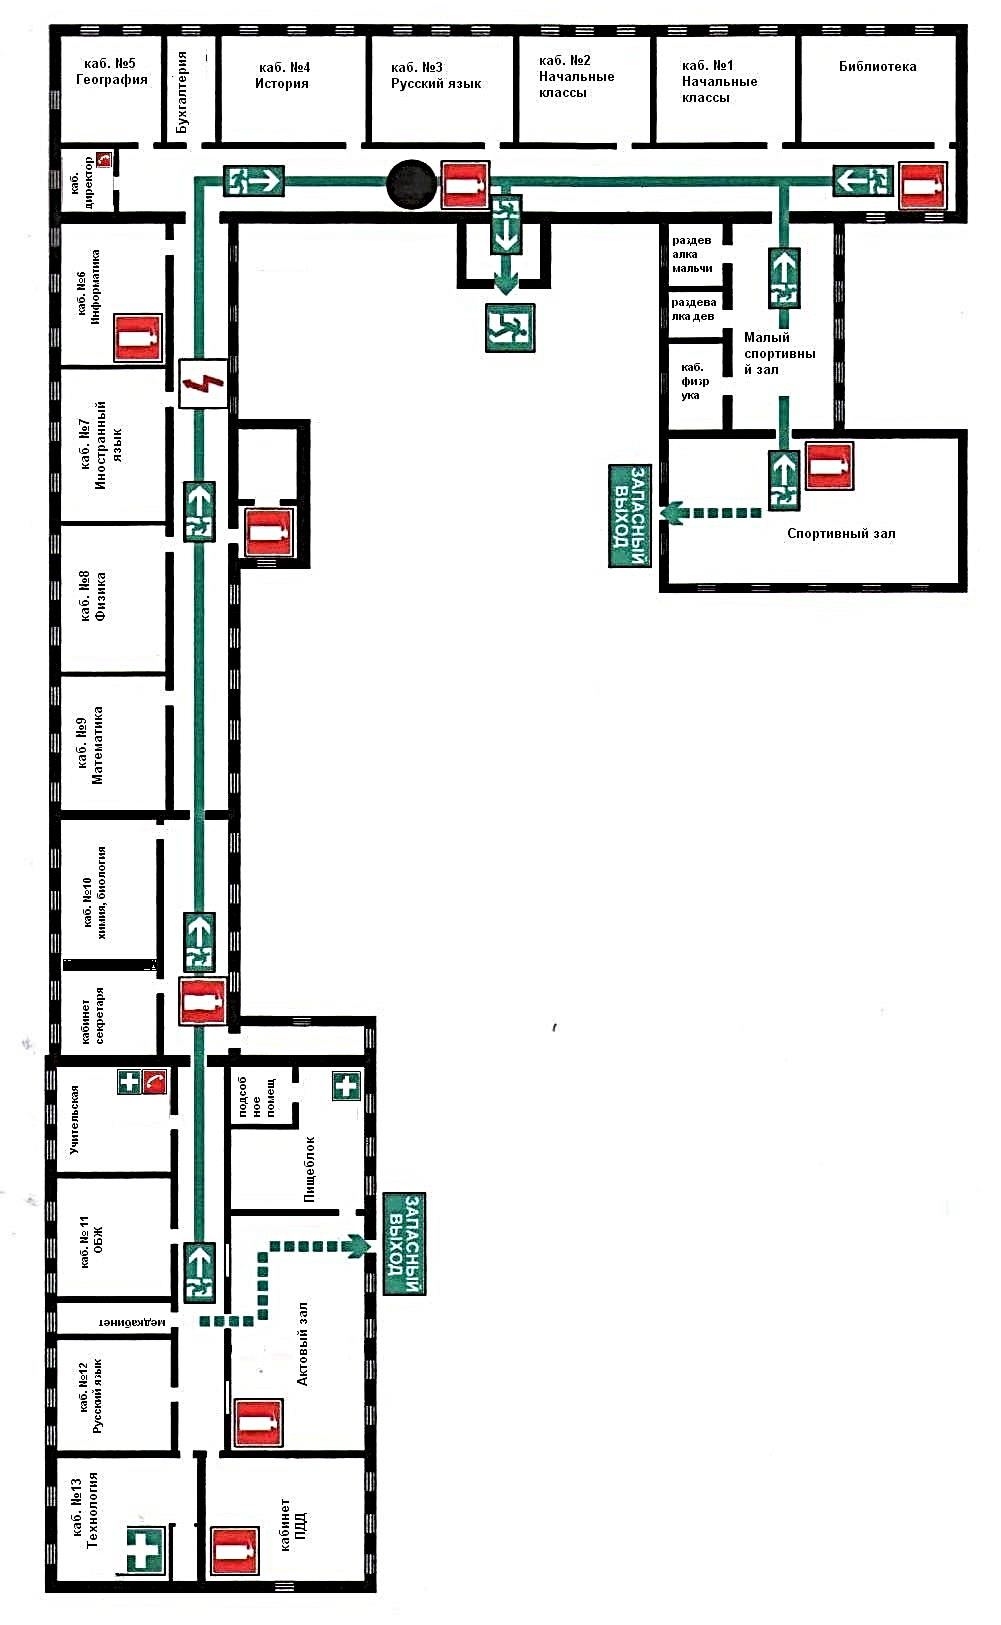 каб. №5
География
Бухгалтерия
каб. №4
История
каб. №3
Русский язык
каб. №2
Начальные
классы
каб. №1
Начальные
классы
Библиотека
каб.
директор
каб. №6
Информатика
раздев
алка
мальчи
раздева
лка дев
каб.
физр
ука
Малый
спортивны
й зал
каб. №7
Иностранный
язык
ЗАПАСНЫЙ
ВЫХОД
Спортивный зал
каб. №8
Физика
каб. №9
Математика
каб. №10
химия, биология
кабинет
секретаря
Учительская
подсоб
ное
помещ
Пищеблок
каб. № 11
ОБЖ
ЗАПАСНЫЙ
ВЫХОД
медкабинет
Актовый зал
каб. №12
Русский язык
каб. №13
Технология
кабинет
ПДД